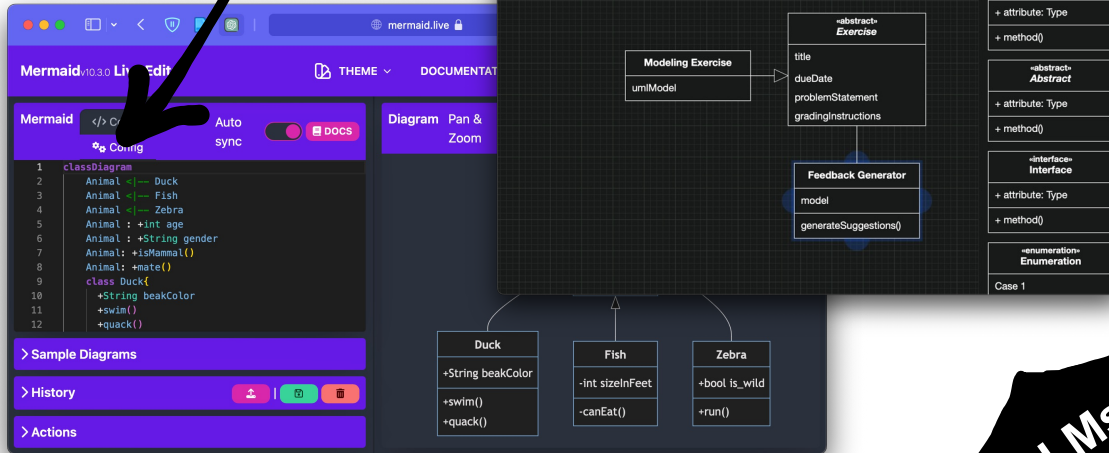 mermaid.live
Mermaid v10.3.0 Live Edit
THEME
DOCUMENTAT
Mermaid
</> Co
Config
Auto
sync
DOCS
1 classDiagram
2 Animal <|-- Duck
3 Animal <|-- Fish
4 Animal <|-- Zebra
5 Animal : +int age
6 Animal : +String gender
7 Animal: +isMammal()
8 Animal: +mate()
9 class Duck{
10 +String beakColor
11 +swim()
12 +quack()
Sample Diagrams
History
Actions
Diagram Pan &
Zoom
Duck
+String beakColor
+swim()
+quack()
Fish
-int sizeInFeet
-canEat()
Zebra
+bool is_wild
+run()
Modeling Exercise
umlModel
«abstract»
Exercise
title
dueDate
problemStatement
gradingInstructions
Feedback Generator
model
generateSuggestions()
+ attribute: Type
+ method()
«abstract»
Abstract
+ attribute: Type
+ method()
«interface»
Interface
+ attribute: Type
+ method()
«enumeration»
Enumeration
Case 1